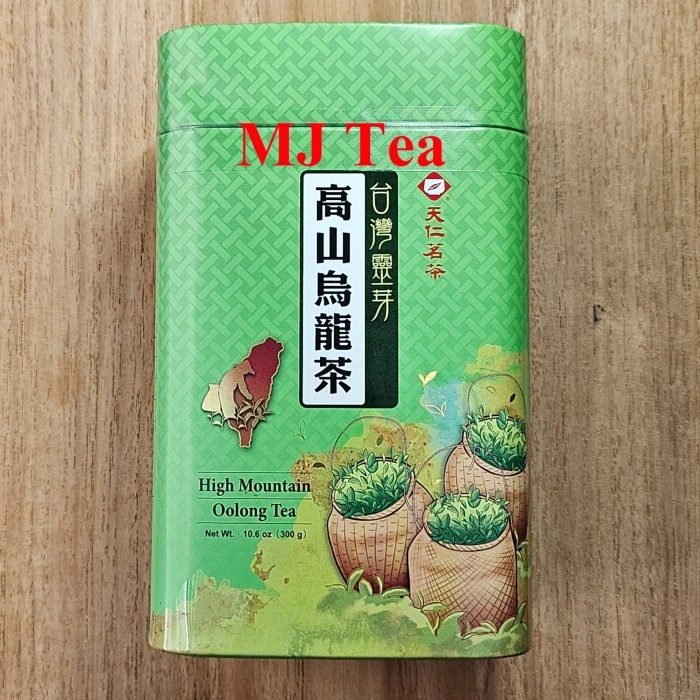 MJ Tea
天仁茗茶
台灣靈芽
高山烏龍茶
High Mountain
Oolong Tea
Net Wt.：10.6 oz（300 g）